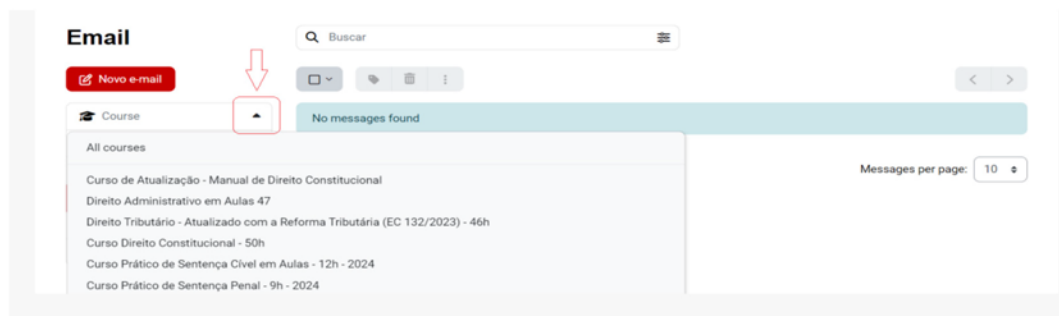 Email
Buscar
Novo e-mail
Course
No messages found
All courses
Messages per page: 10
Curso de Atualização - Manual de Direito Constitucional
Direito Administrativo em Aulas 47
Direito Tributário - Atualizado com a Reforma Tributária (EC 132/2023) - 46h
Curso Direito Constitucional - 50h
Curso Prático de Sentença Cível em Aulas - 12h - 2024
Curso Prático de Sentença Penal - 9h - 2024